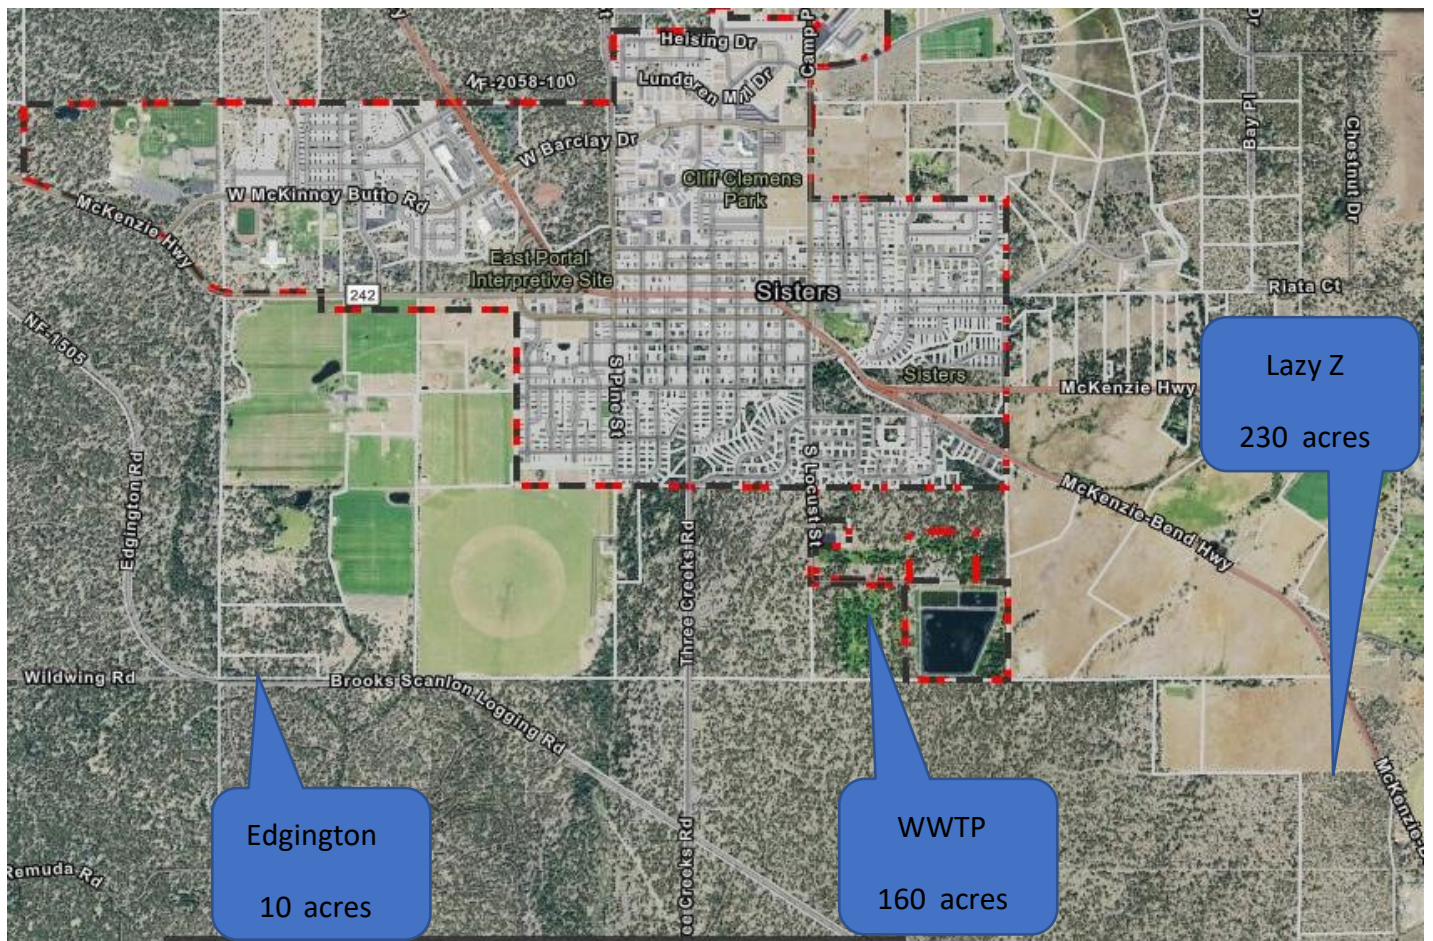 Heising Dr
Camp P
NF-2058-100
Lundgren Mill Dr
W Barclay Dr
Bay Pl
Chestnut Dr
Cliff Clemens
Park
W McKinney Butte Rd
McKenzie Hwy
East Portal
Interpretive Site
242
Sisters
Riata Ct
NF-1505
S Pine St
Sisters
McKenzie Hwy
Lazy Z
230 acres
Edgington Rd
S Locust St
McKenzie-Bend Hwy
Three Creeks Rd
Wildwing Rd
Brooks Scanlon Logging Rd
McKenzie-B
Edgington
10 acres
WWTP
160 acres
Remuda Rd
ee Creeks Rd